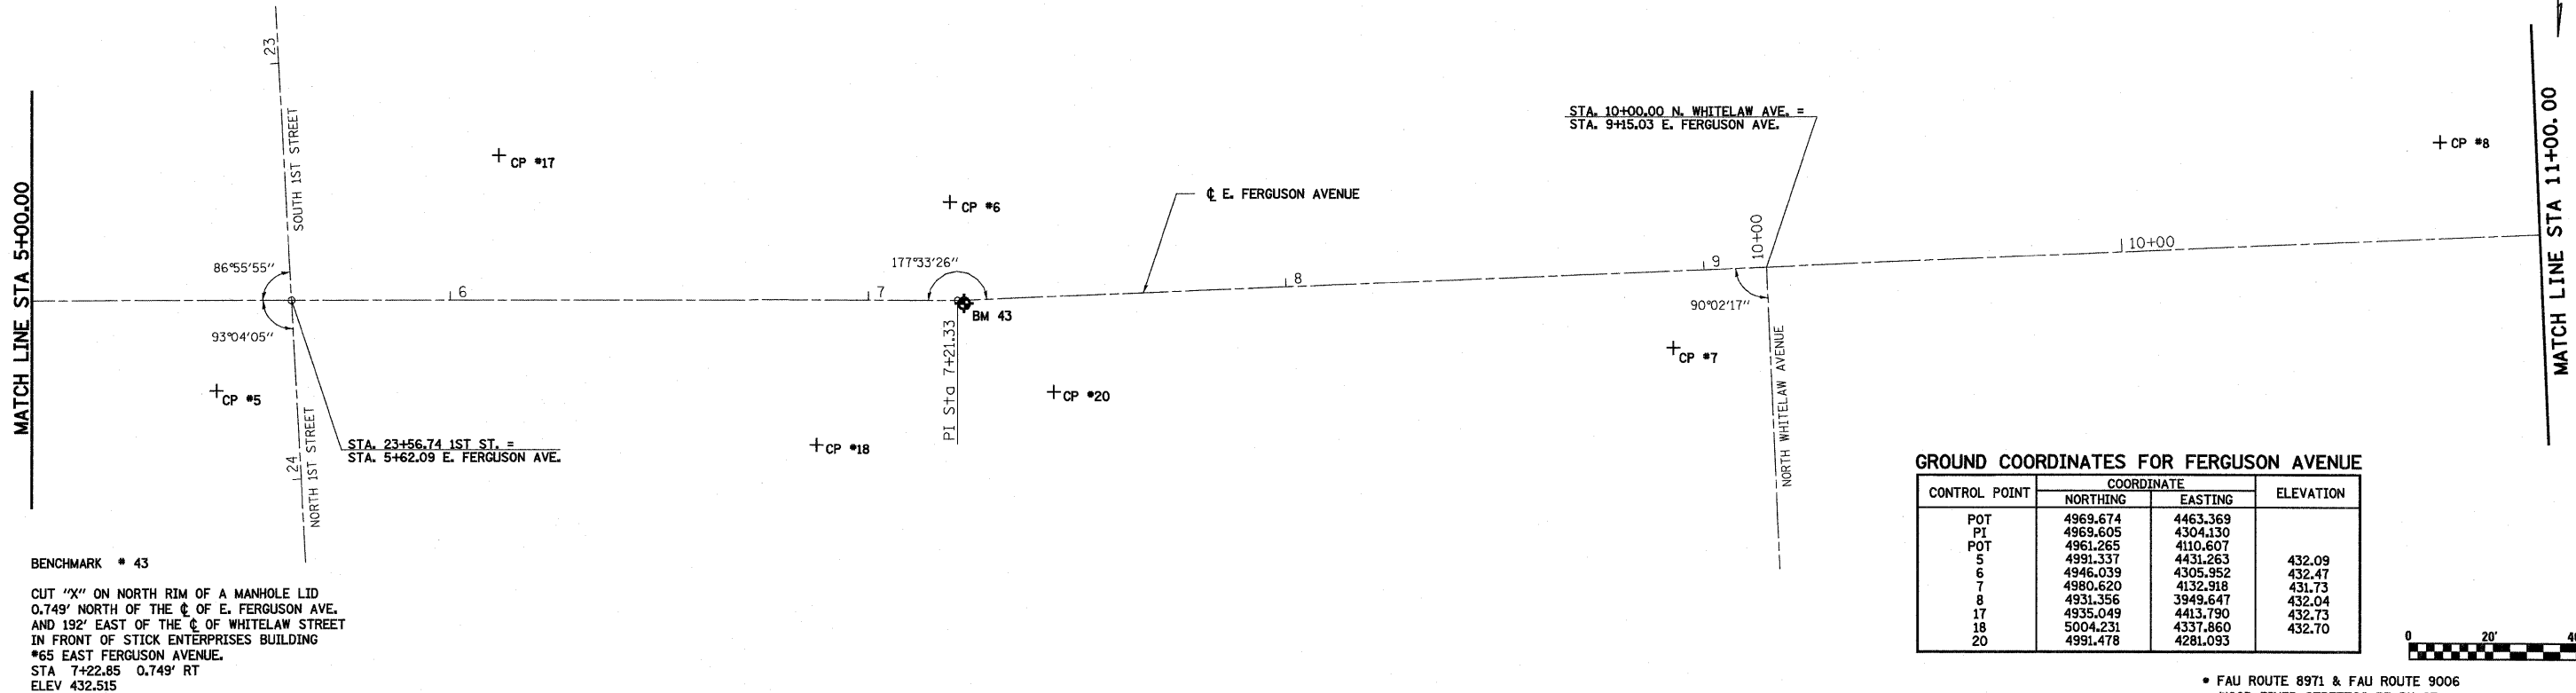 MATCH LINE STA 5+00.00
23
SOUTH 1ST STREET
86°55'55"
93°04'05"
CP #5
24
NORTH 1ST STREET
STA. 23+56.74 1ST ST. =
STA. 5+62.09 E. FERGUSON AVE.
CP #17
6
7
177°33'26"
CP #6
BM 43
PI Sta 7+21.33
CP #18
CP #20
℄ E. FERGUSON AVENUE
8
STA. 10+00.00 N. WHITELAW AVE. =
STA. 9+15.03 E. FERGUSON AVE.
9
10+00
90°02'17"
CP #7
NORTH WHITELAW AVENUE
10+00
CP #8
MATCH LINE STA 11+00.00
BENCHMARK # 43
CUT "X" ON NORTH RIM OF A MANHOLE LID
0.749' NORTH OF THE ℄ OF E. FERGUSON AVE.
AND 192' EAST OF THE ℄ OF WHITELAW STREET
IN FRONT OF STICK ENTERPRISES BUILDING
#65 EAST FERGUSON AVENUE.
STA 7+22.85 0.749' RT
ELEV 432.515
GROUND COORDINATES FOR FERGUSON AVENUE
CONTROL POINT COORDINATE ELEVATION
NORTHING EASTING
POT 4969.674 4463.369
PI 4969.605 4304.130
POT 4961.265 4110.607
5 4991.337 4431.263 432.09
6 4946.039 4305.952 432.47
7 4980.620 4132.918 431.73
8 4931.356 3949.647 432.04
17 4935.049 4413.790 432.73
18 5004.231 4337.860 432.70
20 4991.478 4281.093
0 20'
* FAU ROUTE 8971 & FAU ROUTE 9006